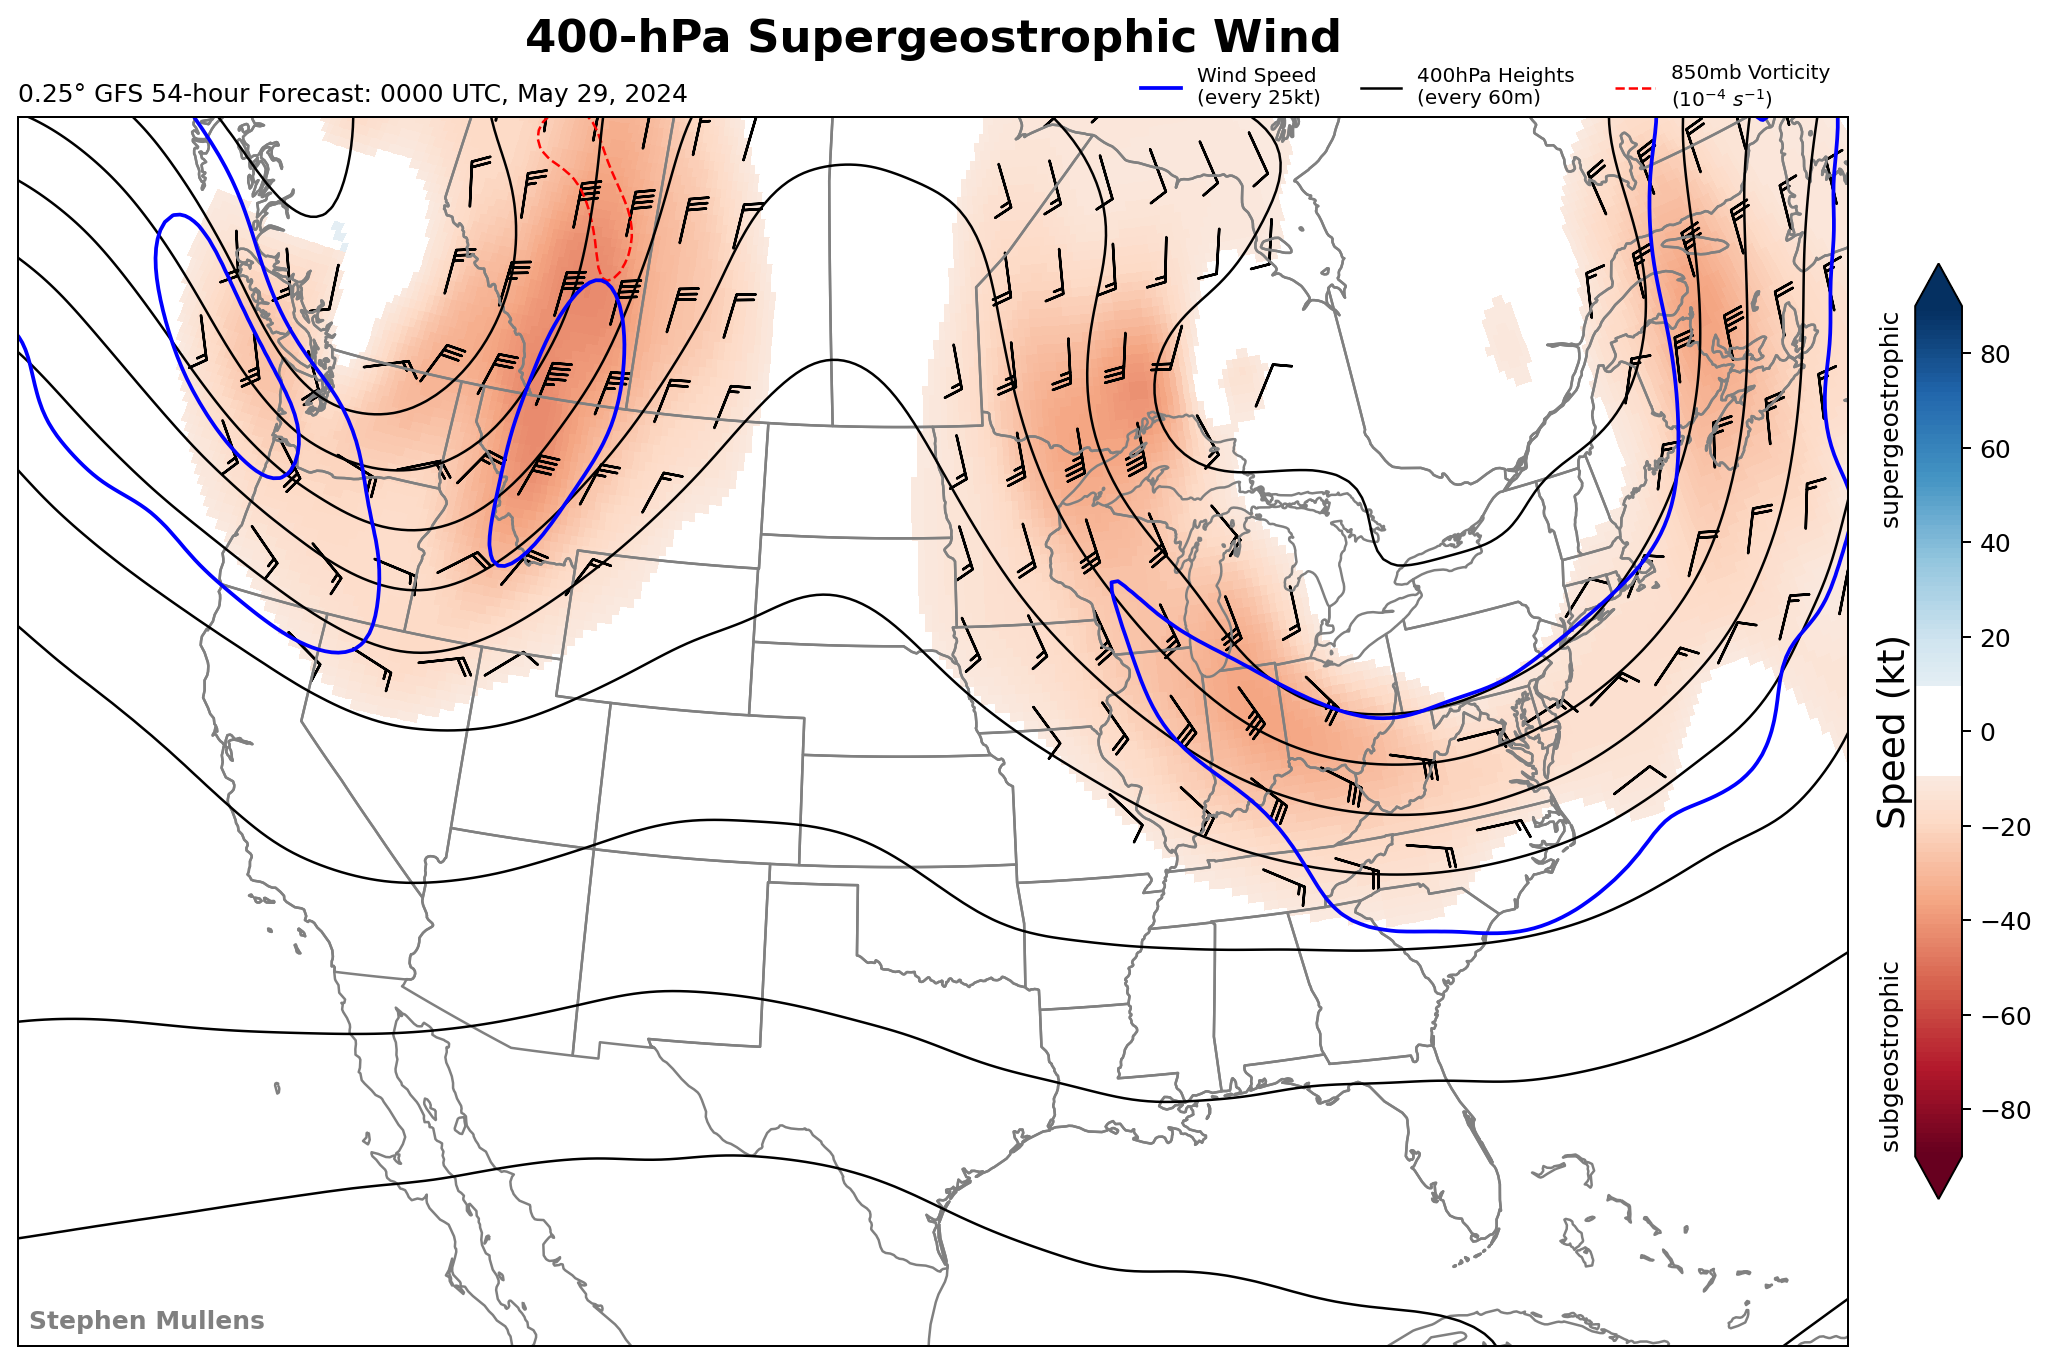 400-hPa Supergeostrophic Wind
0.25° GFS 54-hour Forecast: 0000 UTC, May 29, 2024
Wind Speed
(every 25kt)
400hPa Heights
(every 60m)
850mb Vorticity
(10⁻⁴ s⁻¹)
supergeostrophic
Speed (kt)
subgeostrophic
80
60
40
20
0
−20
−40
−60
−80
Stephen Mullens